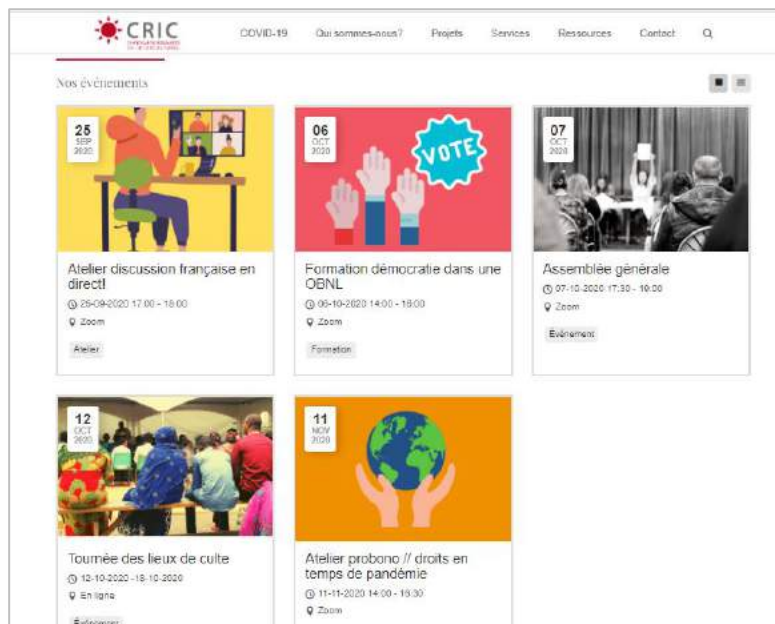 CRIC
COVID-19 Qui sommes-nous? Projets Services Ressources Contact
Nos événements
25
SEP
2020
06
OCT
2020
VOTE
07
OCT
2020
Atelier discussion française en
direct!
25-09-2020 17:00 - 18:00
Zoom
Atelier
Formation démocratie dans une
OBNL
06-10-2020 14:00 - 16:00
Zoom
Formation
Assemblée générale
07-10-2020 17:30 - 19:00
Zoom
Événement
12
OCT
2020
11
NOV
2020
Tournée des lieux de culte
12-10-2020 -18-10-2020
En ligne
Événement
Atelier probono // droits en
temps de pandémie
11-11-2020 14:00 - 16:30
Zoom